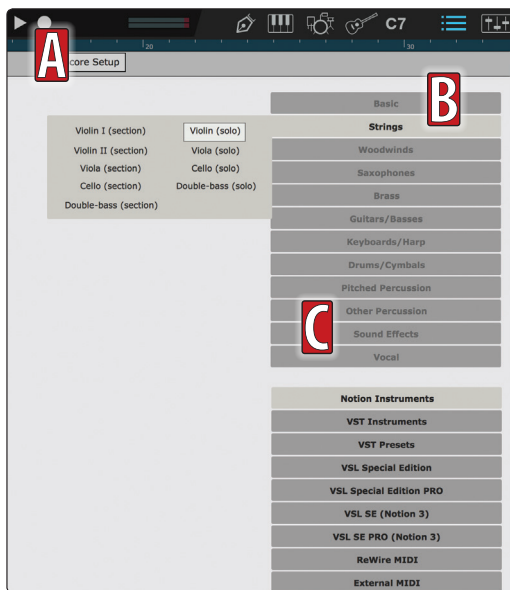 C7
20
30
A
core Setup
B
Basic
Strings
Violin I (section)
Violin (solo)
Violin II (section)
Viola (solo)
Viola (section)
Cello (solo)
Cello (section)
Double-bass (solo)
Double-bass (section)
Woodwinds
Saxophones
Brass
Guitars/Basses
Keyboards/Harp
Drums/Cymbals
Pitched Percussion
Other Percussion
C
Sound Effects
Vocal
Notion Instruments
VST Instruments
VST Presets
VSL Special Edition
VSL Special Edition PRO
VSL SE (Notion 3)
VSL SE PRO (Notion 3)
ReWire MIDI
External MIDI